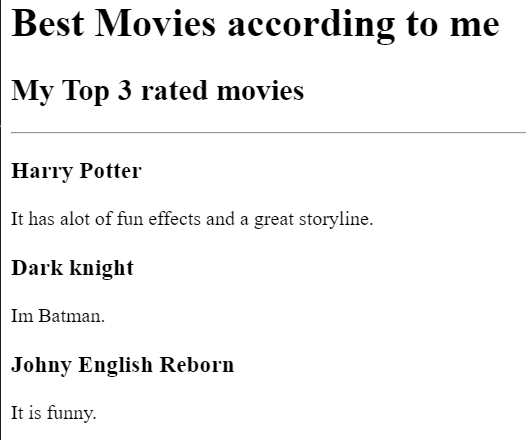 Best Movies according to me
My Top 3 rated movies
Harry Potter
It has alot of fun effects and a great storyline.
Dark knight
Im Batman.
Johny English Reborn
It is funny.